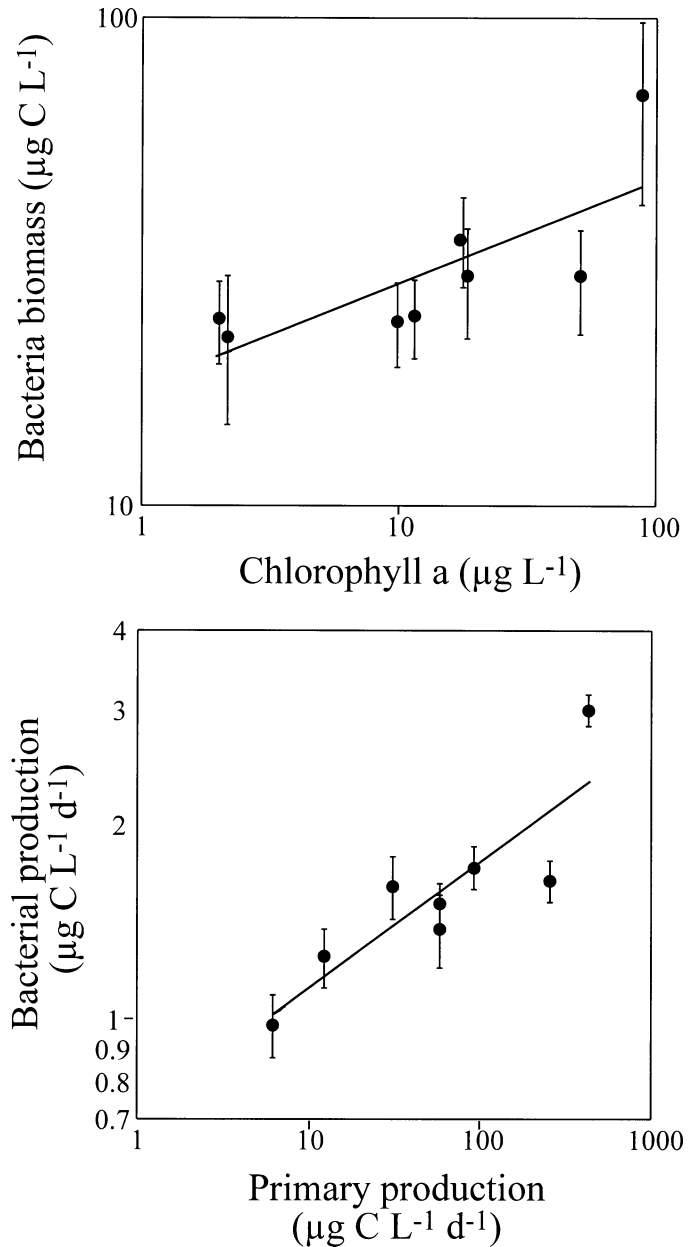 100
Bacteria biomass (µg C L-1)
10
1
10
100
Chlorophyll a (µg L-1)
4
3
2
1
0.9
0.8
0.7
Bacterial production
(µg C L-1 d-1)
1
10
100
1000
Primary production
(µg C L-1 d-1)